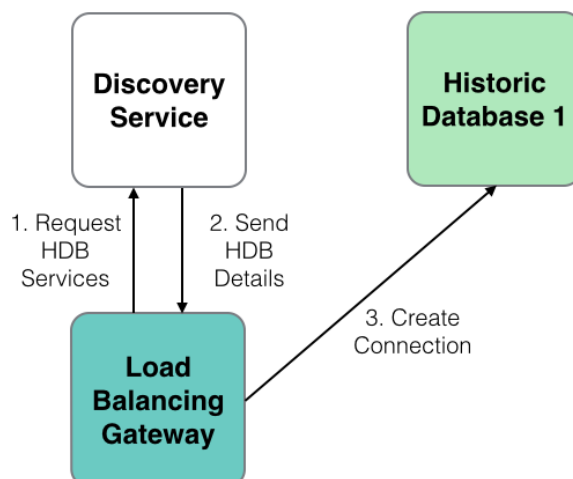 Discovery
Service
Historic
Database 1
1. Request
HDB
Services
2. Send
HDB
Details
3. Create
Connection
Load
Balancing
Gateway